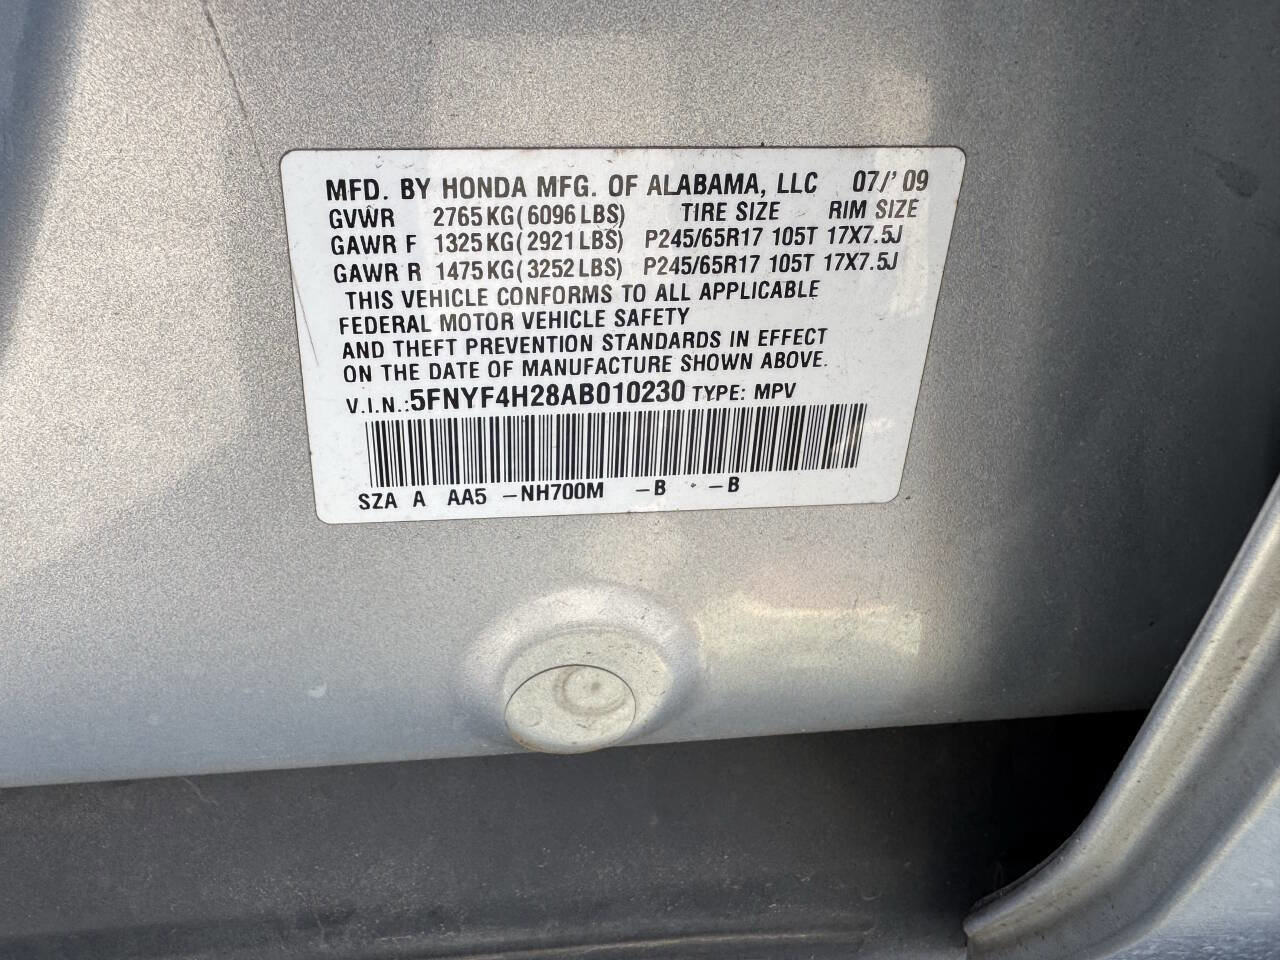 MFD. BY HONDA MFG. OF ALABAMA, LLC 07/'09
GVWR 2765KG(6096LBS) TIRE SIZE RIM SIZE
GAWR F 1325KG(2921LBS) P245/65R17 105T 17X7.5J
GAWR R 1475KG(3252LBS) P245/65R17 105T 17X7.5J
THIS VEHICLE CONFORMS TO ALL APPLICABLE
FEDERAL MOTOR VEHICLE SAFETY
AND THEFT PREVENTION STANDARDS IN EFFECT
ON THE DATE OF MANUFACTURE SHOWN ABOVE.
V.I.N.:5FNYF4H28AB010230 TYPE: MPV
SZA A AA5 -NH700M -B -B